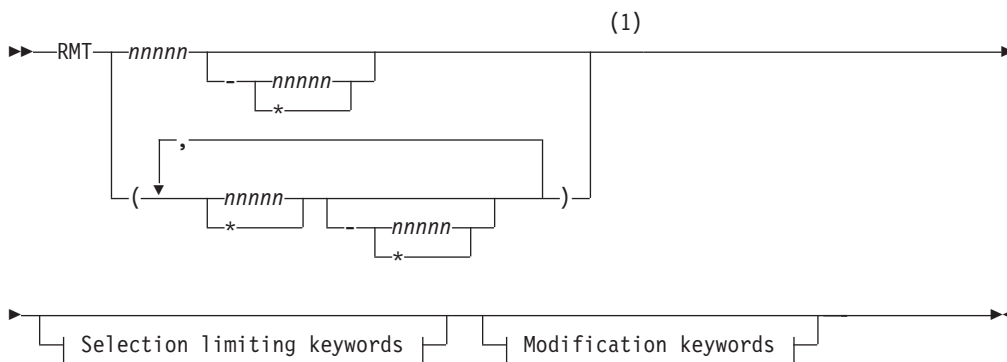 (1)
RMT nnnnn
- nnnnn
*
,
( nnnnn )
* - nnnnn
*
Selection limiting keywords Modification keywords